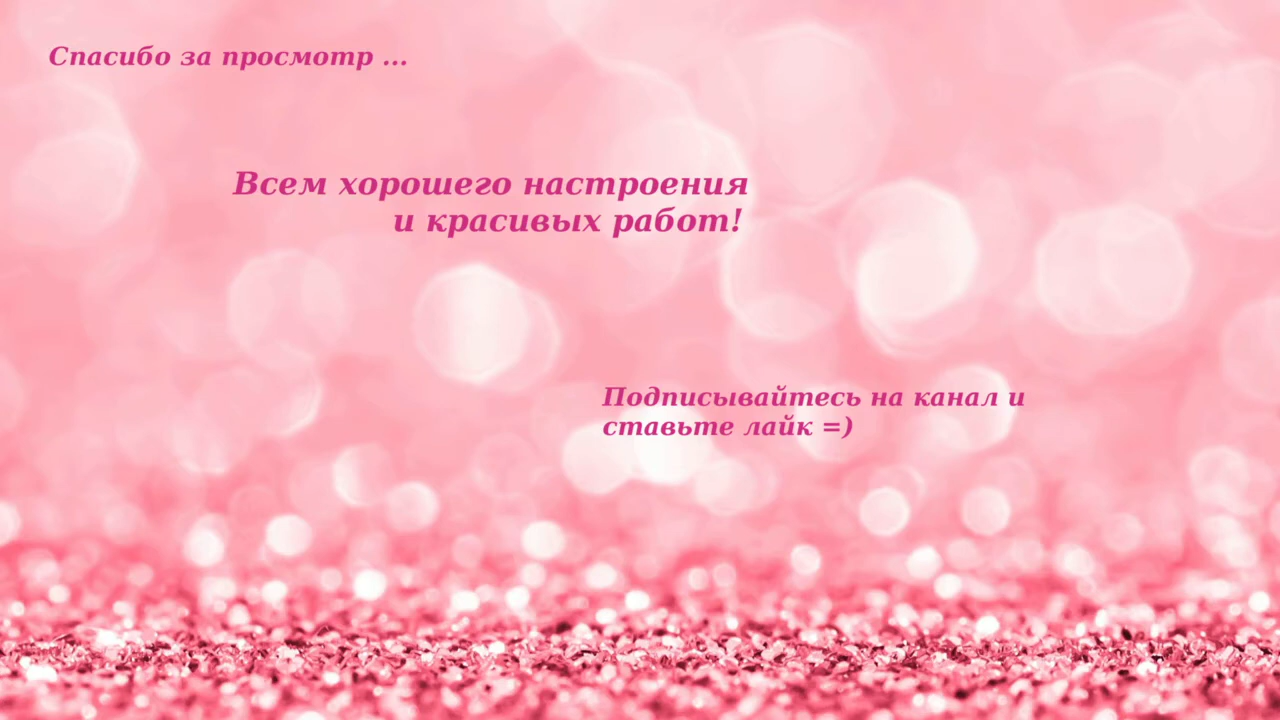 Спасибо за просмотр ...
Всем хорошего настроения
и красивых работ!
Подписывайтесь на канал и
ставьте лайк =)